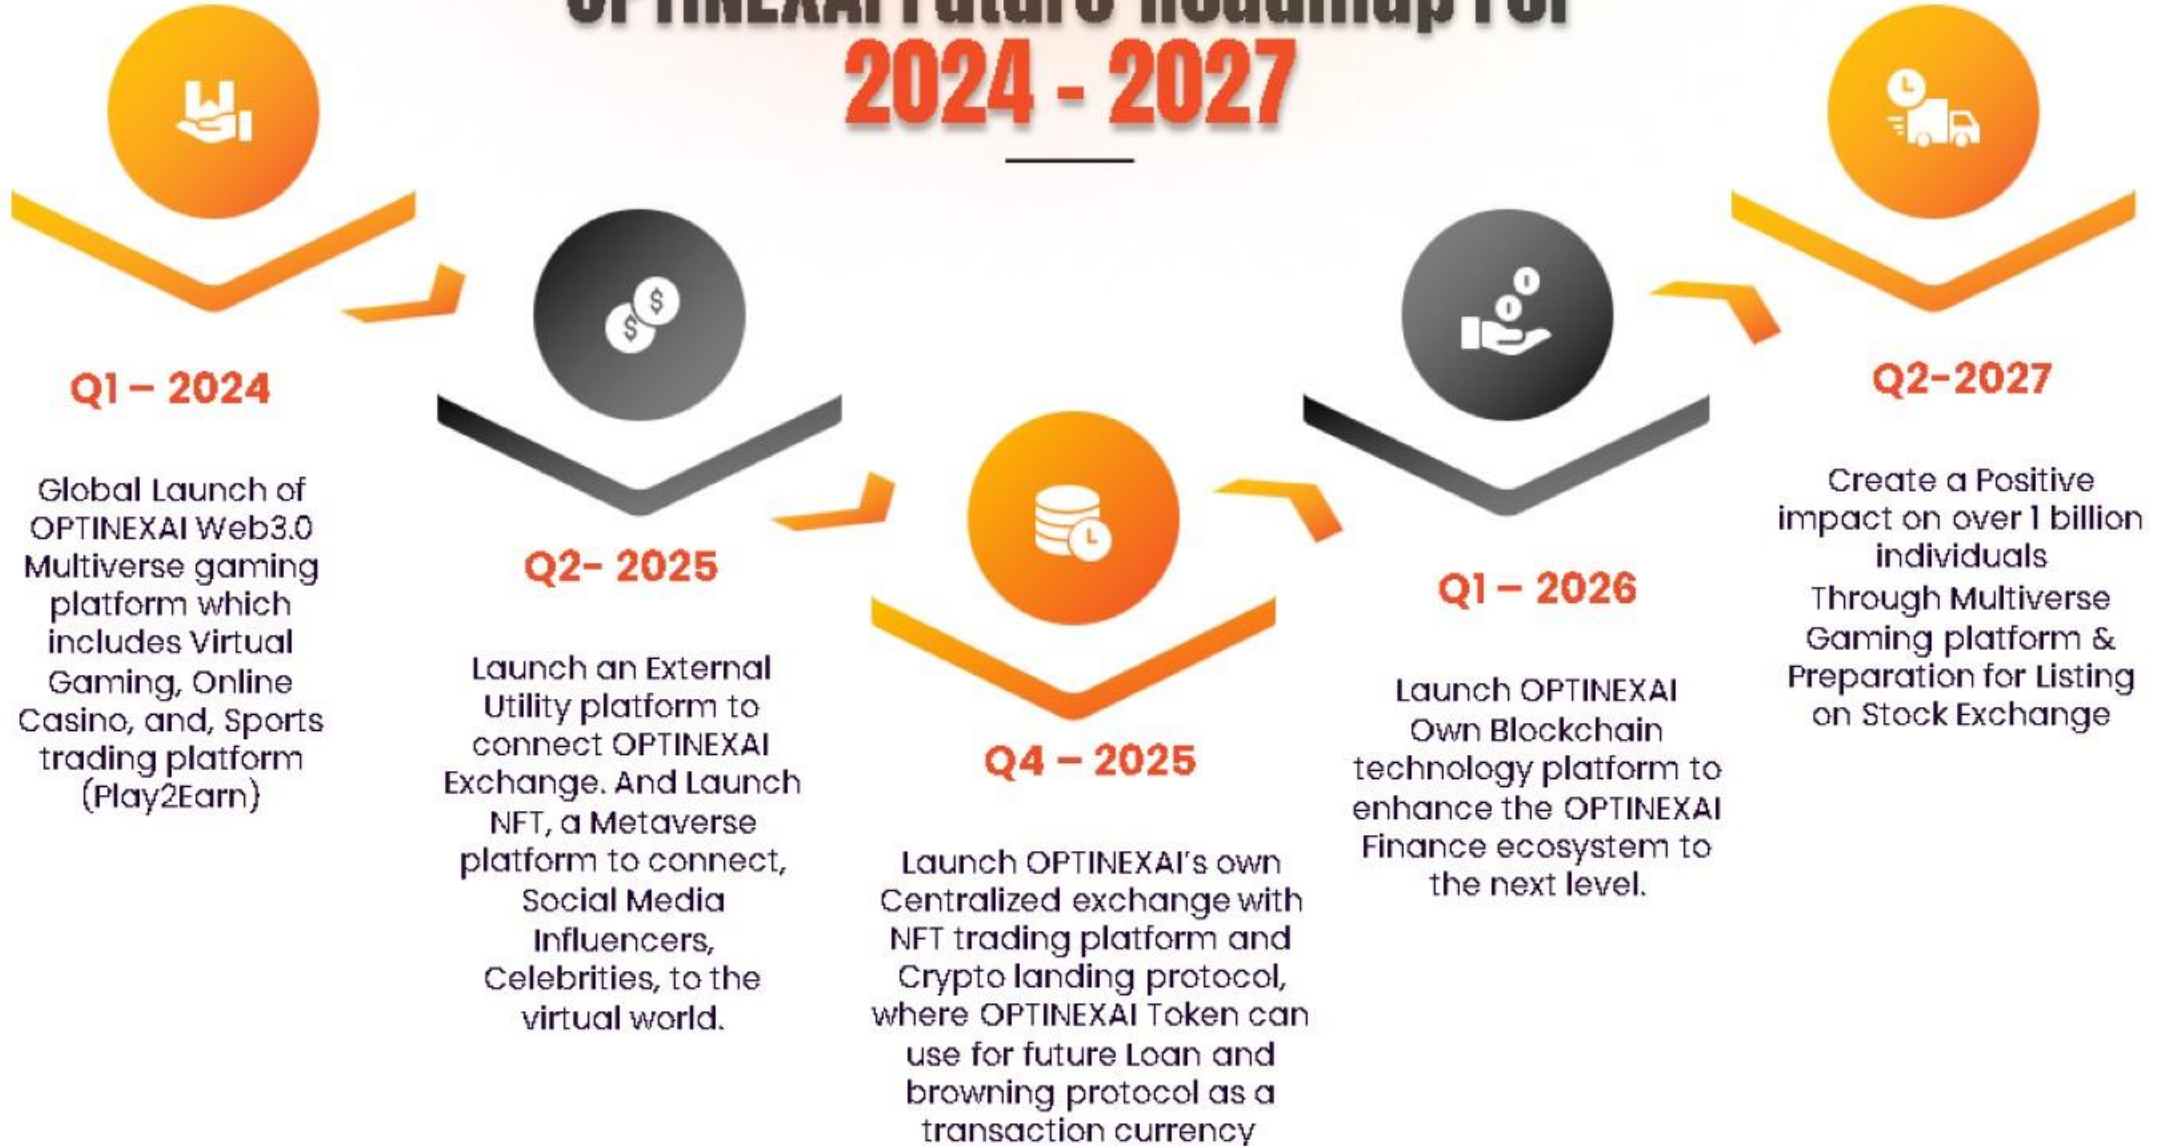 OPTINEXAI Future Roadmap For
2024 - 2027
Q1 – 2024
Global Launch of
OPTINEXAI Web3.0
Multiverse gaming
platform which
includes Virtual
Gaming, Online
Casino, and, Sports
trading platform
(Play2Earn)
Q2- 2025
Launch an External
Utility platform to
connect OPTINEXAI
Exchange. And Launch
NFT, a Metaverse
platform to connect,
Social Media
Influencers,
Celebrities, to the
virtual world.
Q4 – 2025
Launch OPTINEXAI's own
Centralized exchange with
NFT trading platform and
Crypto landing protocol,
where OPTINEXAI Token can
use for future Loan and
browning protocol as a
transaction currency
Q1 – 2026
Launch OPTINEXAI
Own Blockchain
technology platform to
enhance the OPTINEXAI
Finance ecosystem to
the next level.
Q2-2027
Create a Positive
impact on over 1 billion
individuals
Through Multiverse
Gaming platform &
Preparation for Listing
on Stock Exchange